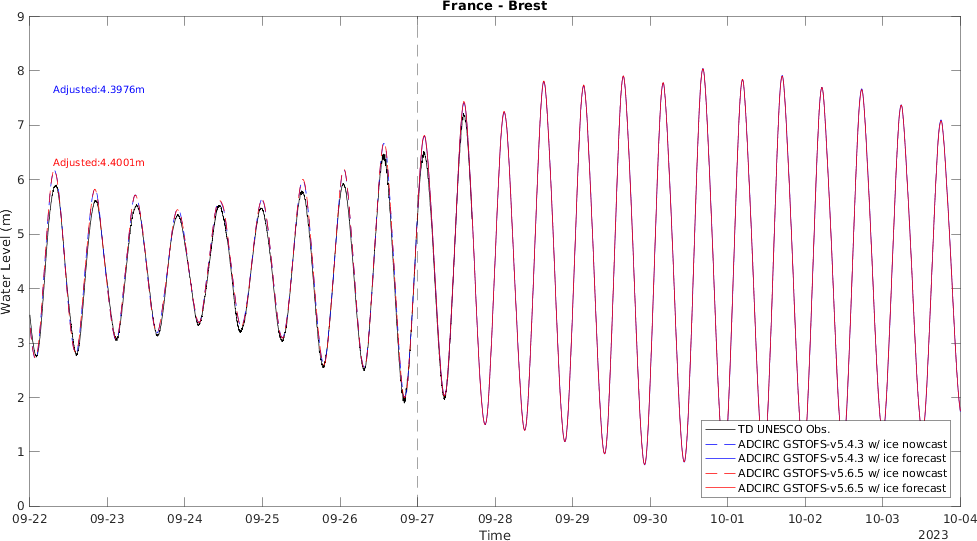 France - Brest
9
8
7
6
5
4
3
2
1
0
Water Level (m)
Adjusted:4.3976m
Adjusted:4.4001m
TD UNESCO Obs.
ADCIRC GSTOFS-v5.4.3 w/ ice nowcast
ADCIRC GSTOFS-v5.4.3 w/ ice forecast
ADCIRC GSTOFS-v5.6.5 w/ ice nowcast
ADCIRC GSTOFS-v5.6.5 w/ ice forecast
09-22 09-23 09-24 09-25 09-26 09-27 09-28 09-29 09-30 10-01 10-02 10-03 10-04
Time
2023